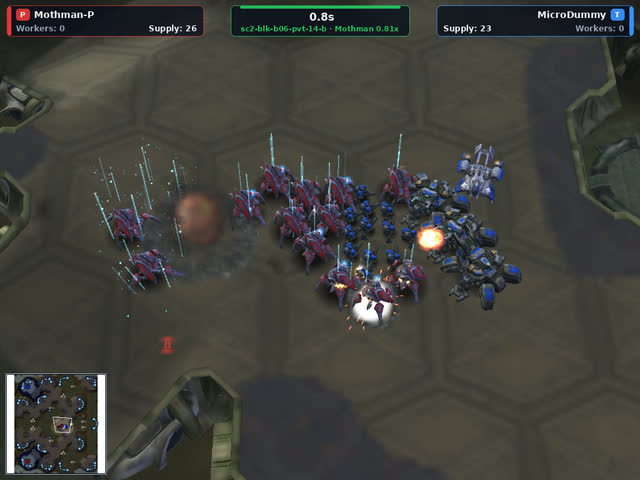 P Mothman-P
Workers: 0 Supply: 26
0.8s
sc2-blk-b06-pvt-14-b · Mothman 0.81x
MicroDummy T
Supply: 23 Workers: 0